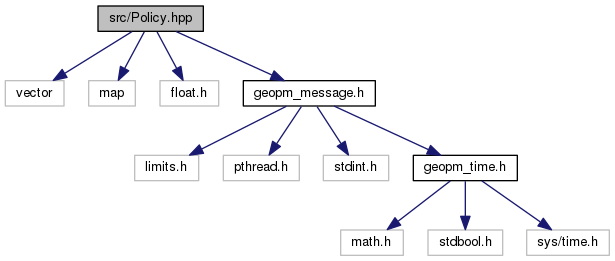 src/Policy.hpp
vector
map
float.h
geopm_message.h
limits.h
pthread.h
stdint.h
geopm_time.h
math.h
stdbool.h
sys/time.h